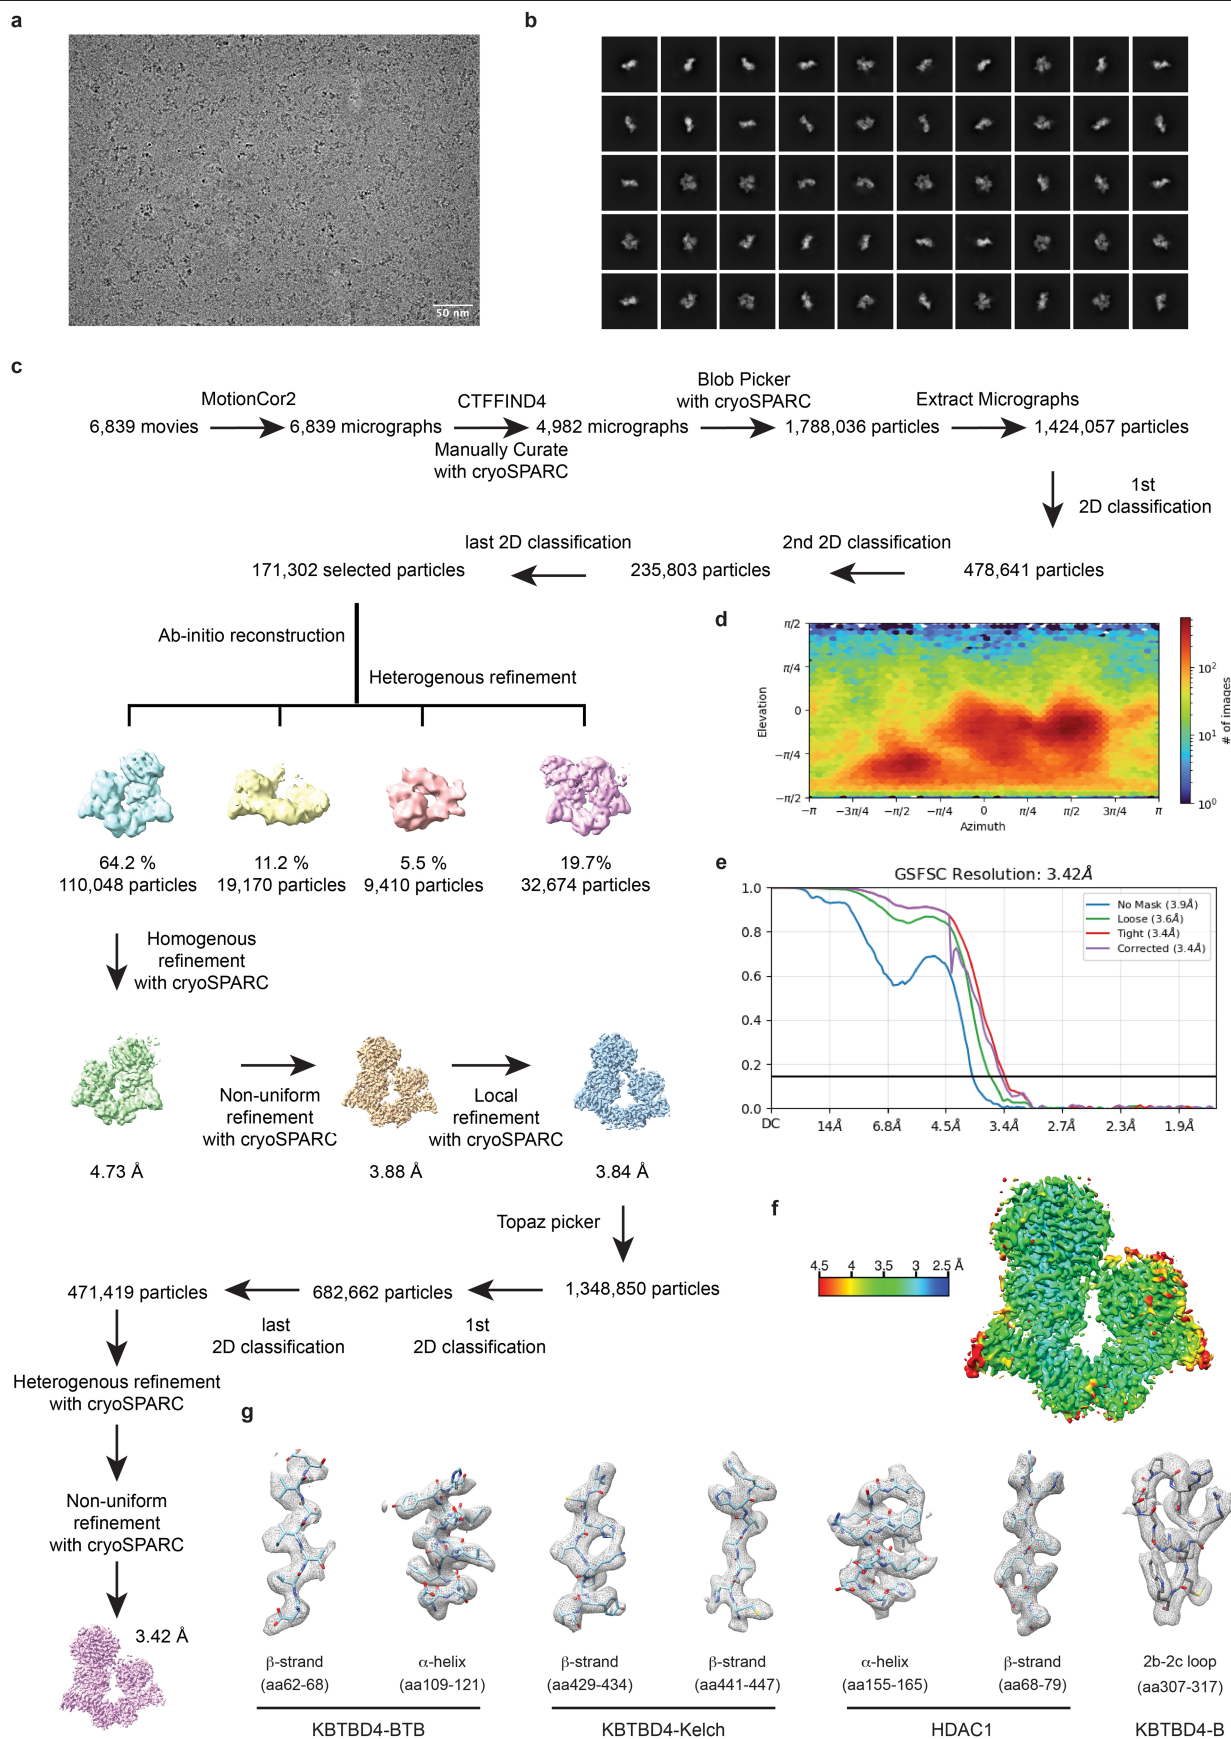 a
b
50 nm
c
MotionCor2
6,839 movies
6,839 micrographs
CTFFIND4
Manually Curate
with cryoSPARC
4,982 micrographs
Blob Picker
with cryoSPARC
1,788,036 particles
Extract Micrographs
1,424,057 particles
1st
2D classification
478,641 particles
2nd 2D classification
235,803 particles
last 2D classification
171,302 selected particles
Ab-initio reconstruction
Heterogenous refinement
64.2 %
110,048 particles
11.2 %
19,170 particles
5.5 %
9,410 particles
19.7%
32,674 particles
Homogenous
refinement
with cryoSPARC
4.73 Å
Non-uniform
refinement
with cryoSPARC
3.88 Å
Local
refinement
with cryoSPARC
3.84 Å
Topaz picker
1,348,850 particles
1st
2D classification
682,662 particles
last
2D classification
471,419 particles
Heterogenous refinement
with cryoSPARC
Non-uniform
refinement
with cryoSPARC
3.42 Å
d
π/2
π/4
0
−π/4
−π/2
Elevation
−π −3π/4 −π/2 −π/4 0 π/4 π/2 3π/4 π
Azimuth
10²
10¹
10⁰
# of images
e
GSFSC Resolution: 3.42Å
No Mask (3.9Å)
Loose (3.6Å)
Tight (3.4Å)
Corrected (3.4Å)
1.0
0.8
0.6
0.4
0.2
0.0
DC 14Å 6.8Å 4.5Å 3.4Å 2.7Å 2.3Å 1.9Å
f
4.5 4 3.5 3 2.5 Å
g
β-strand
(aa62-68)
α-helix
(aa109-121)
KBTBD4-BTB
β-strand
(aa429-434)
β-strand
(aa441-447)
KBTBD4-Kelch
α-helix
(aa155-165)
β-strand
(aa68-79)
HDAC1
2b-2c loop
(aa307-317)
KBTBD4-B